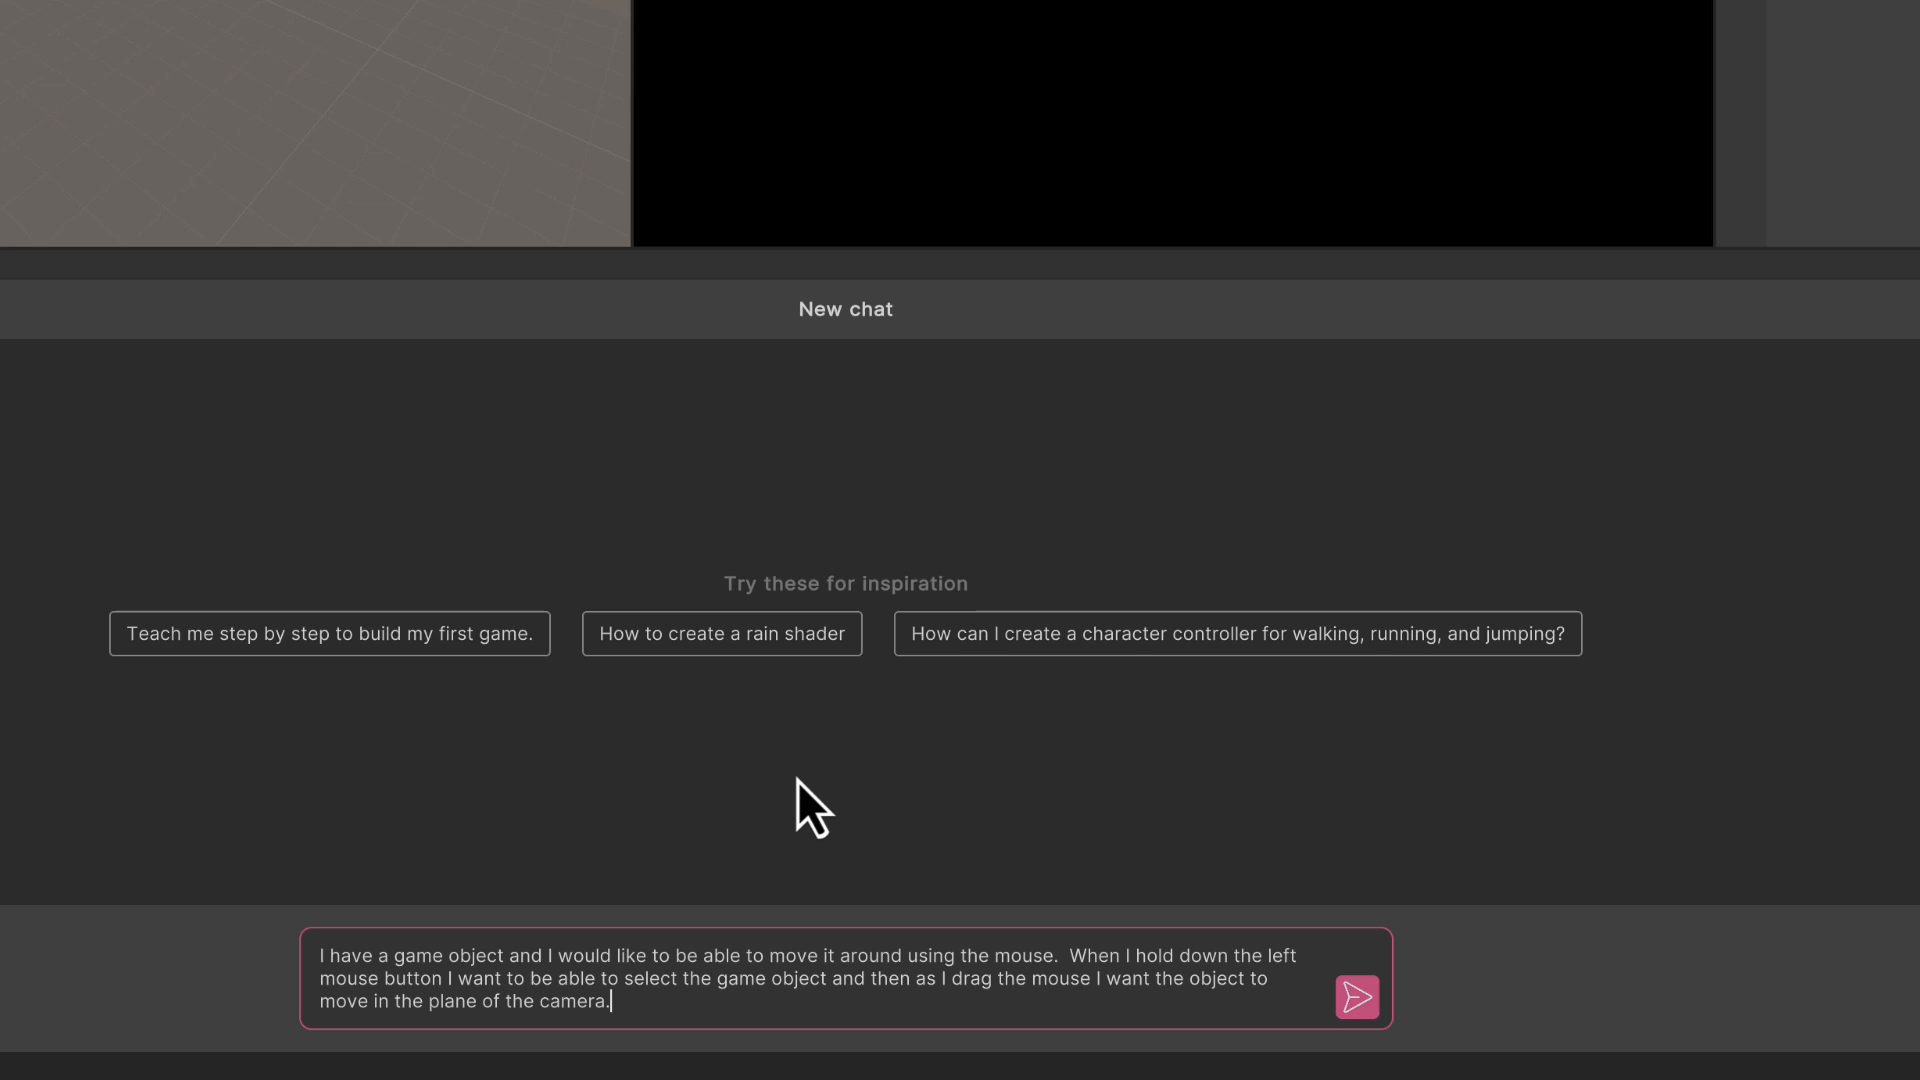 New chat
Try these for inspiration
Teach me step by step to build my first game.
How to create a rain shader
How can I create a character controller for walking, running, and jumping?
I have a game object and I would like to be able to move it around using the mouse.  When I hold down the left
mouse button I want to be able to select the game object and then as I drag the mouse I want the object to
move in the plane of the camera.